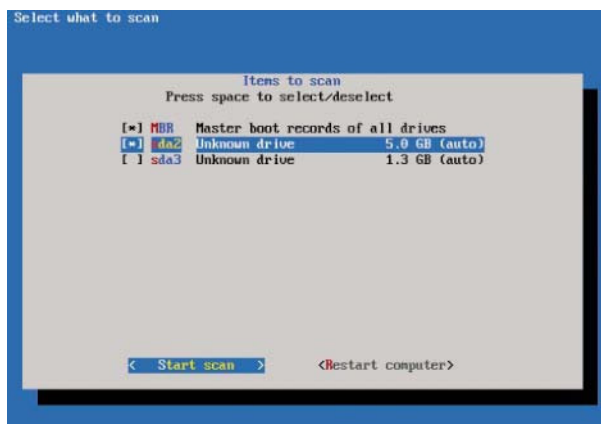 Select what to scan
Items to scan
Press space to select/deselect
[*] MBR Master boot records of all drives
[*] sda2 Unknown drive 5.0 GB (auto)
[ ] sda3 Unknown drive 1.3 GB (auto)
< Start scan > <Restart computer>